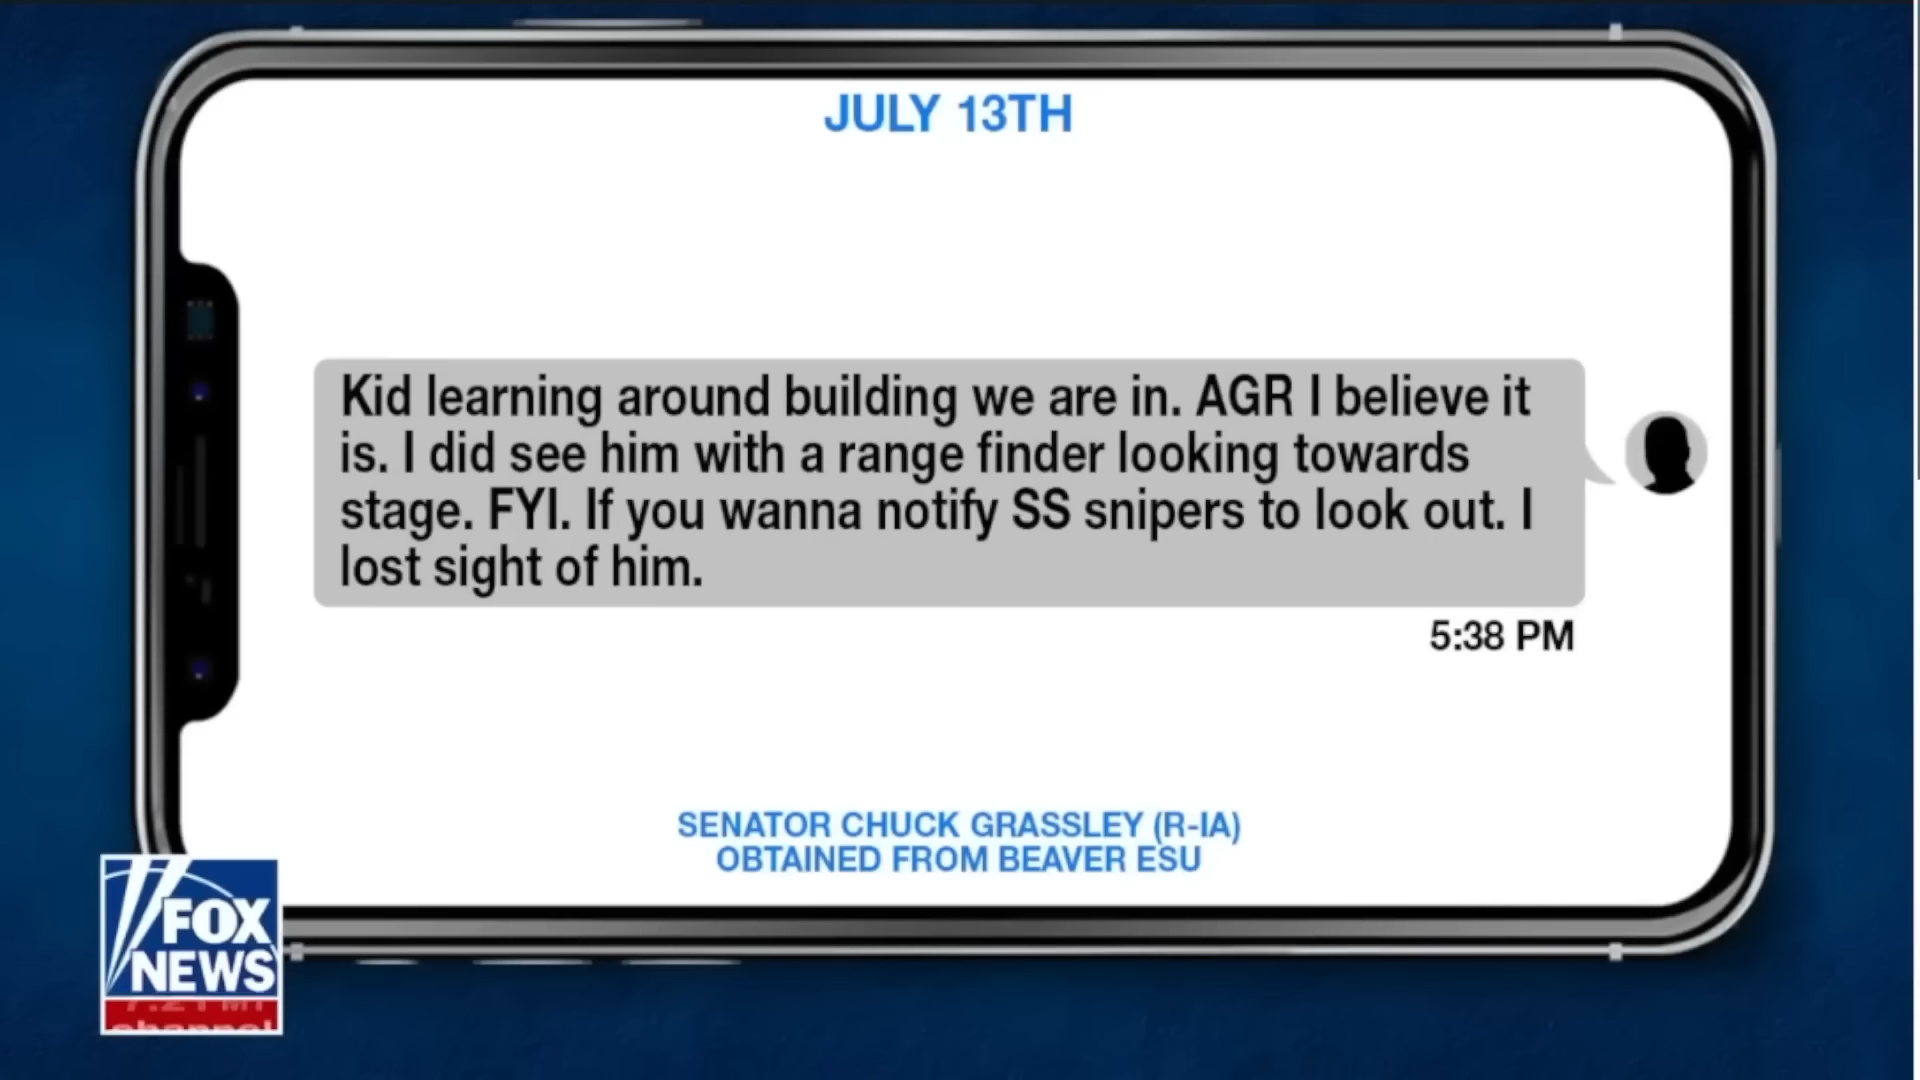 JULY 13TH
Kid learning around building we are in. AGR I believe it
is. I did see him with a range finder looking towards
stage. FYI. If you wanna notify SS snipers to look out. I
lost sight of him.
5:38 PM
SENATOR CHUCK GRASSLEY (R-IA)
OBTAINED FROM BEAVER ESU
FOX
NEWS
channel